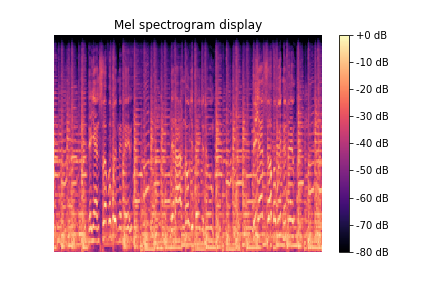 Mel spectrogram display
+0 dB
-10 dB
-20 dB
-30 dB
-40 dB
-50 dB
-60 dB
-70 dB
-80 dB